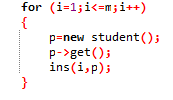 for (i=1;i<=m;i++)
{
    p=new student();
    p->get();
    ins(i,p);
}